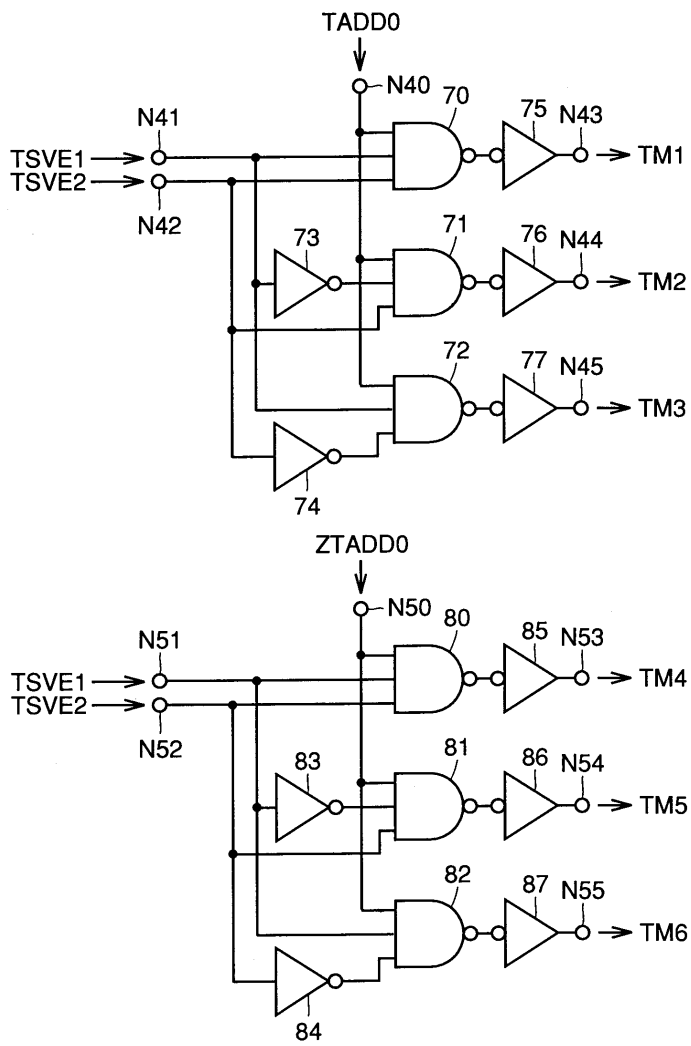 TADD0
N40
70
75
N43
N41
TSVE1
TM1
TSVE2
N42
73
71
76
N44
TM2
72
77
N45
TM3
74
ZTADD0
N50
80
85
N53
N51
TSVE1
TM4
TSVE2
N52
83
81
86
N54
TM5
82
87
N55
TM6
84